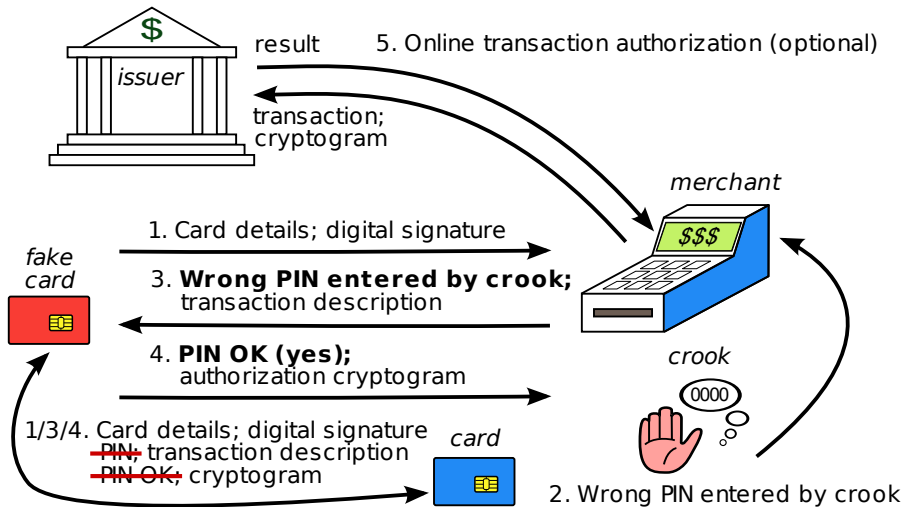 $
issuer
result
5. Online transaction authorization (optional)
transaction;
cryptogram
merchant
$$$
1. Card details; digital signature
fake
card
3. Wrong PIN entered by crook;
transaction description
4. PIN OK (yes);
authorization cryptogram
crook
0000
1/3/4. Card details; digital signature
PIN; transaction description
PIN OK; cryptogram
card
2. Wrong PIN entered by crook